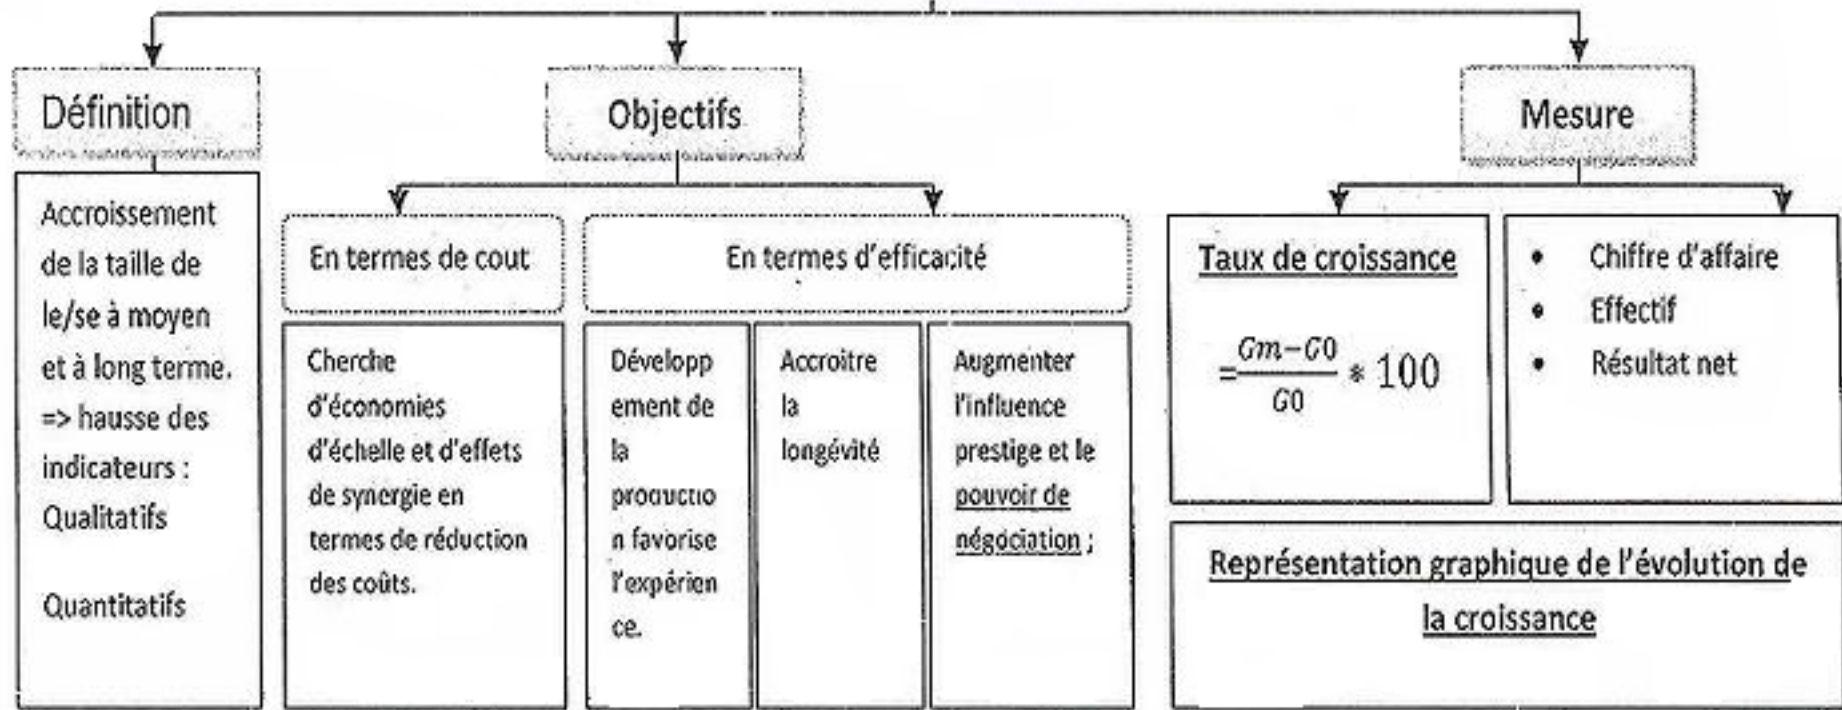 Définition
Objectifs
Mesure
Accroissement
de la taille de
le/se à moyen
et à long terme.
=> hausse des
indicateurs :
Qualitatifs
Quantitatifs
En termes de cout
Cherche
d'économies
d'échelle et d'effets
de synergie en
termes de réduction
des coûts.
En termes d'efficacité
Développ
ement de
la
productio
n favorise
l'expérien
ce.
Accroitre
la
longévité
Augmenter
l'influence
prestige et le
pouvoir de
négociation ;
Taux de croissance
=\frac{Gm-G0}{G0} * 100
• Chiffre d'affaire
• Effectif
• Résultat net
Représentation graphique de l'évolution de
la croissance